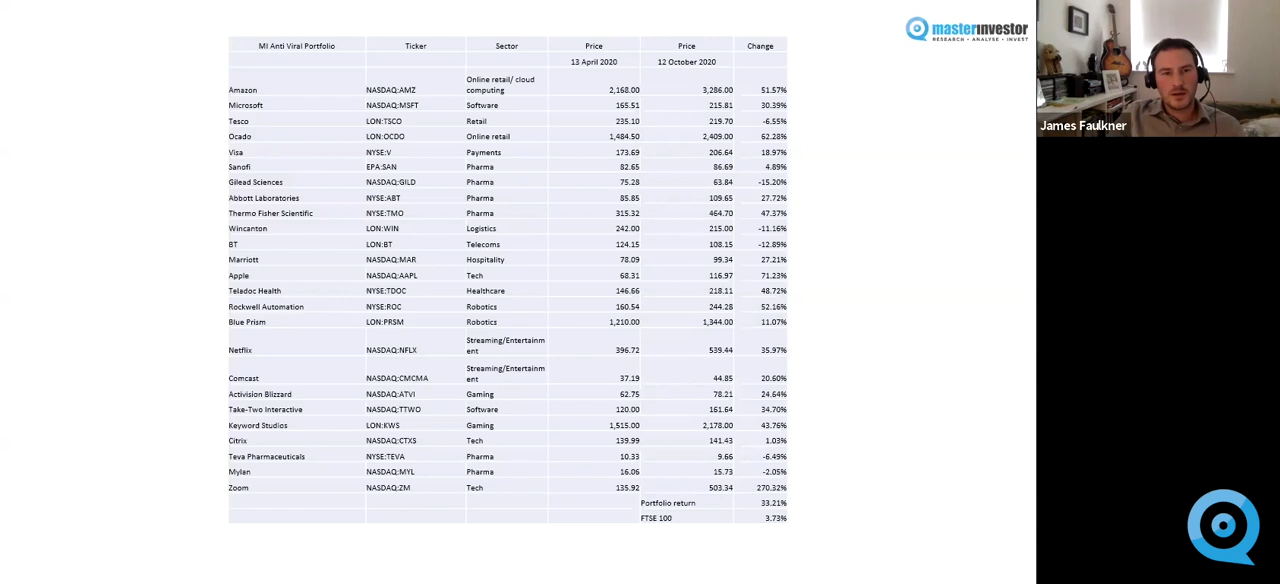 masterinvestor
RESEARCH · ANALYSE · INVEST
MI Anti Viral Portfolio Ticker Sector Price Price Change
13 April 2020 12 October 2020
Online retail/ cloud
Amazon NASDAQ:AMZ computing 2,168.00 3,286.00 51.57%
Microsoft NASDAQ:MSFT Software 165.51 215.81 30.39%
Tesco LON:TSCO Retail 235.10 219.70 -6.55%
Ocado LON:OCDO Online retail 1,484.50 2,409.00 62.28%
Visa NYSE:V Payments 173.69 206.64 18.97%
Sanofi EPA:SAN Pharma 82.65 86.69 4.89%
Gilead Sciences NASDAQ:GILD Pharma 75.28 63.84 -15.20%
Abbott Laboratories NYSE:ABT Pharma 85.85 109.65 27.72%
Thermo Fisher Scientific NYSE:TMO Pharma 315.32 464.70 47.37%
Wincanton LON:WIN Logistics 242.00 215.00 -11.16%
BT LON:BT Telecoms 124.15 108.15 -12.89%
Marriott NASDAQ:MAR Hospitality 78.09 99.34 27.21%
Apple NASDAQ:AAPL Tech 68.31 116.97 71.23%
Teladoc Health NYSE:TDOC Healthcare 146.66 218.11 48.72%
Rockwell Automation NYSE:ROC Robotics 160.54 244.28 52.16%
Blue Prism LON:PRSM Robotics 1,210.00 1,344.00 11.07%
Streaming/Entertainm
Netflix NASDAQ:NFLX ent 396.72 539.44 35.97%
Streaming/Entertainm
Comcast NASDAQ:CMCMA ent 37.19 44.85 20.60%
Activision Blizzard NASDAQ:ATVI Gaming 62.75 78.21 24.64%
Take-Two Interactive NASDAQ:TTWO Software 120.00 161.64 34.70%
Keyword Studios LON:KWS Gaming 1,515.00 2,178.00 43.76%
Citrix NASDAQ:CTXS Tech 139.99 141.43 1.03%
Teva Pharmaceuticals NYSE:TEVA Pharma 10.33 9.66 -6.49%
Mylan NASDAQ:MYL Pharma 16.06 15.73 -2.05%
Zoom NASDAQ:ZM Tech 135.92 503.34 270.32%
Portfolio return 33.21%
FTSE 100 3.73%
James Faulkner